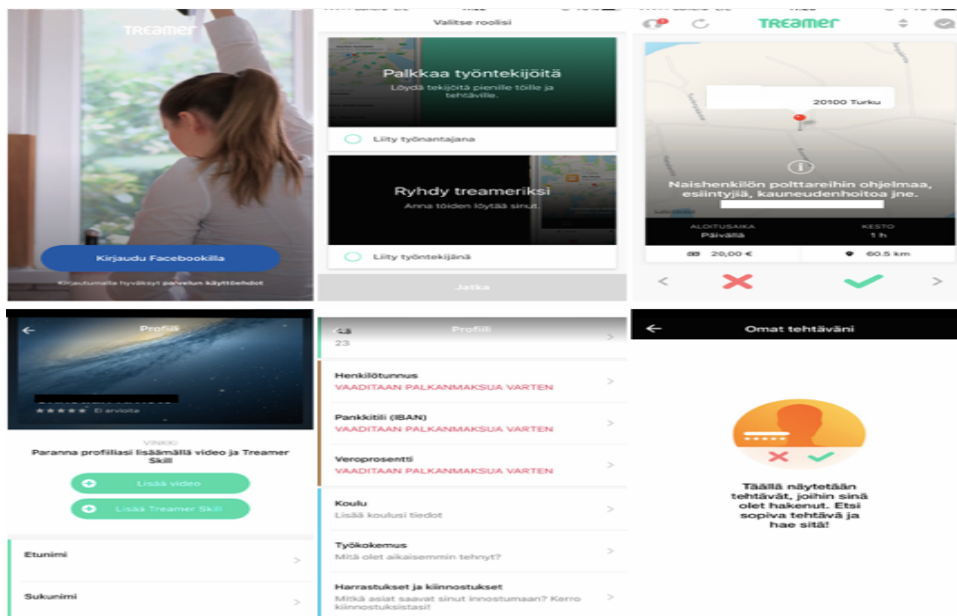 TREAMER
Kirjaudu Facebookilla
Kirjautumalla hyväksyt palvelun käyttöehdot
Valitse roolisi
Palkkaa työntekijöitä
Löydä tekijöitä pienille töille ja
tehtäville.
Liity työnantajana
Ryhdy treameriksi
Anna töiden löytää sinut.
Liity työntekijänä
Jatka
TREAMER
20100 Turku
Naishenkilön polttareihin ohjelmaa,
esiintyjiä, kauneudenhoitoa jne.
ALOITUSAIKA
Päivällä
KESTO
1 h
20,00 €
60.5 km
Profiili
Ei arvioita
VINKKI
Paranna profiiliasi lisäämällä video ja Treamer
Skill
Lisää video
Lisää Treamer Skill
Etunimi
Sukunimi
Profiili
23
Henkilötunnus
VAADITAAN PALKANMAKSUA VARTEN
Pankkitili (IBAN)
VAADITAAN PALKANMAKSUA VARTEN
Veroprosentti
VAADITAAN PALKANMAKSUA VARTEN
Koulu
Lisää koulusi tiedot
Työkokemus
Mitä olet aikaisemmin tehnyt?
Harrastukset ja kiinnostukset
Mitkä asiat saavat sinut innostumaan? Kerro
kiinnostuksistasi!
Omat tehtäväni
Täällä näytetään
tehtävät, joihin sinä
olet hakenut. Etsi
sopiva tehtävä ja
hae sitä!